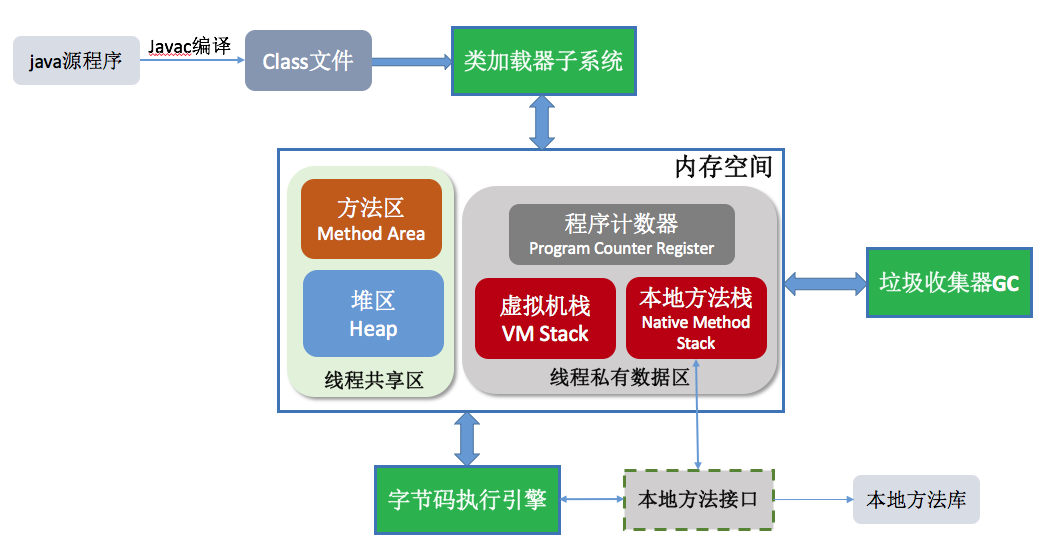 java源程序
Javac编译
Class文件
类加载器子系统
内存空间
方法区
Method Area
堆区
Heap
线程共享区
程序计数器
Program Counter Register
虚拟机栈
VM Stack
本地方法栈
Native Method
Stack
线程私有数据区
垃圾收集器GC
字节码执行引擎
本地方法接口
本地方法库